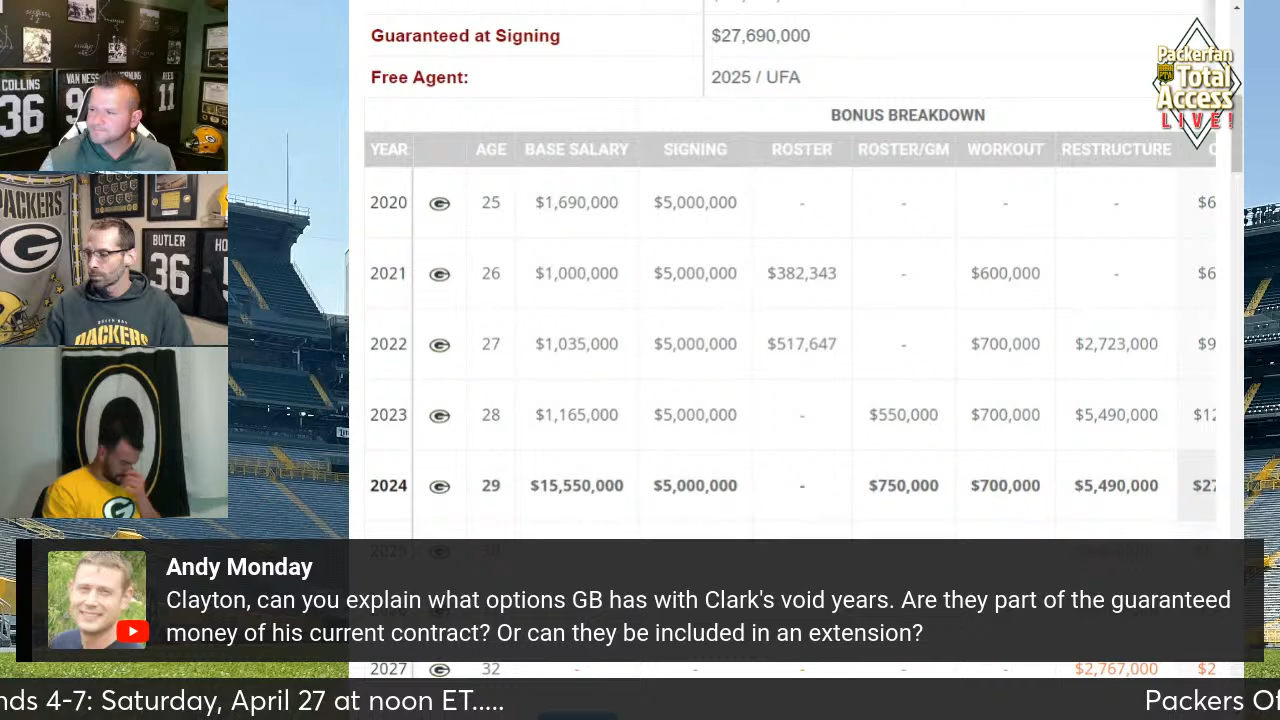 COLLINS
36
VAN NESS
9
REED
11
PACKERS
G
BUTLER
36
HO
GREEN BAY
PACKERS
G
Guaranteed at Signing $27,690,000
Free Agent: 2025 / UFA
Packerfan
Total
Access
LIVE!
BONUS BREAKDOWN
YEAR AGE BASE SALARY SIGNING ROSTER ROSTER/GM WORKOUT RESTRUCTURE C
2020 25 $1,690,000 $5,000,000 - - - - $6
2021 26 $1,000,000 $5,000,000 $382,343 - $600,000 - $6
2022 27 $1,035,000 $5,000,000 $517,647 - $700,000 $2,723,000 $9
2023 28 $1,165,000 $5,000,000 - $550,000 $700,000 $5,490,000 $12
2024 29 $15,550,000 $5,000,000 - $750,000 $700,000 $5,490,000 $27
Andy Monday
Clayton, can you explain what options GB has with Clark's void years. Are they part of the guaranteed
money of his current contract? Or can they be included in an extension?
2027 32 - - - - - $2,767,000 $2
nds 4-7: Saturday, April 27 at noon ET..... Packers Of